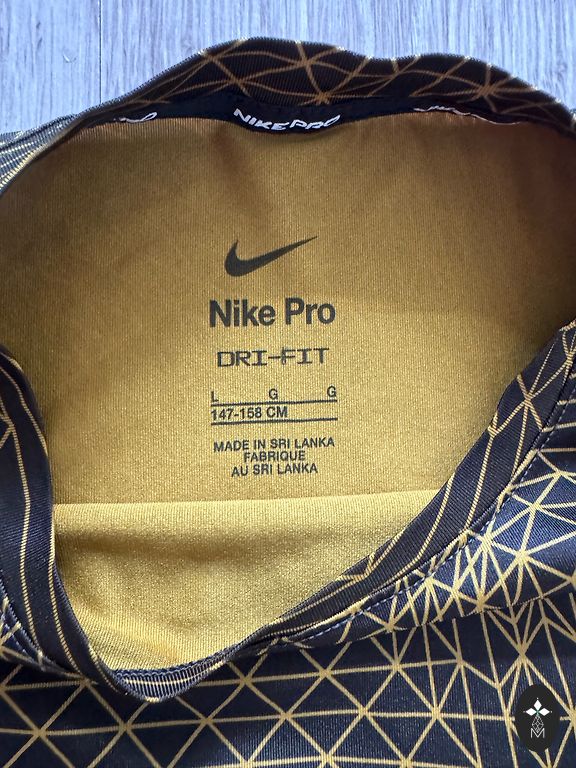 NIKE PRO
Nike Pro
DRI-FIT
L G G
147-158 CM
MADE IN SRI LANKA
FABRIQUE
AU SRI LANKA